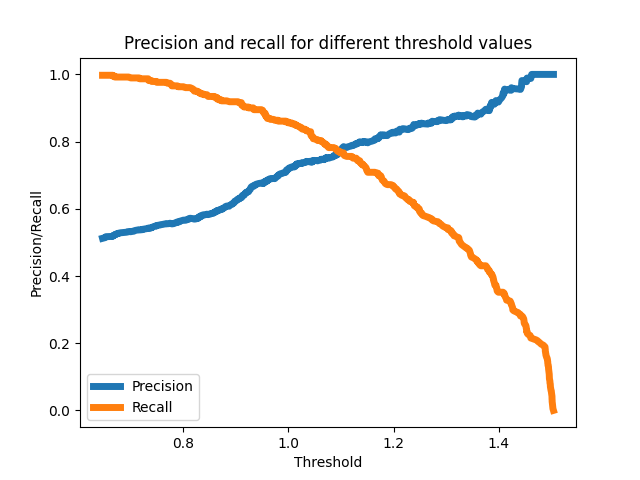 Precision and recall for different threshold values
1.0
0.8
0.6
0.4
0.2
0.0
Precision/Recall
Precision
Recall
0.8
1.0
1.2
1.4
Threshold